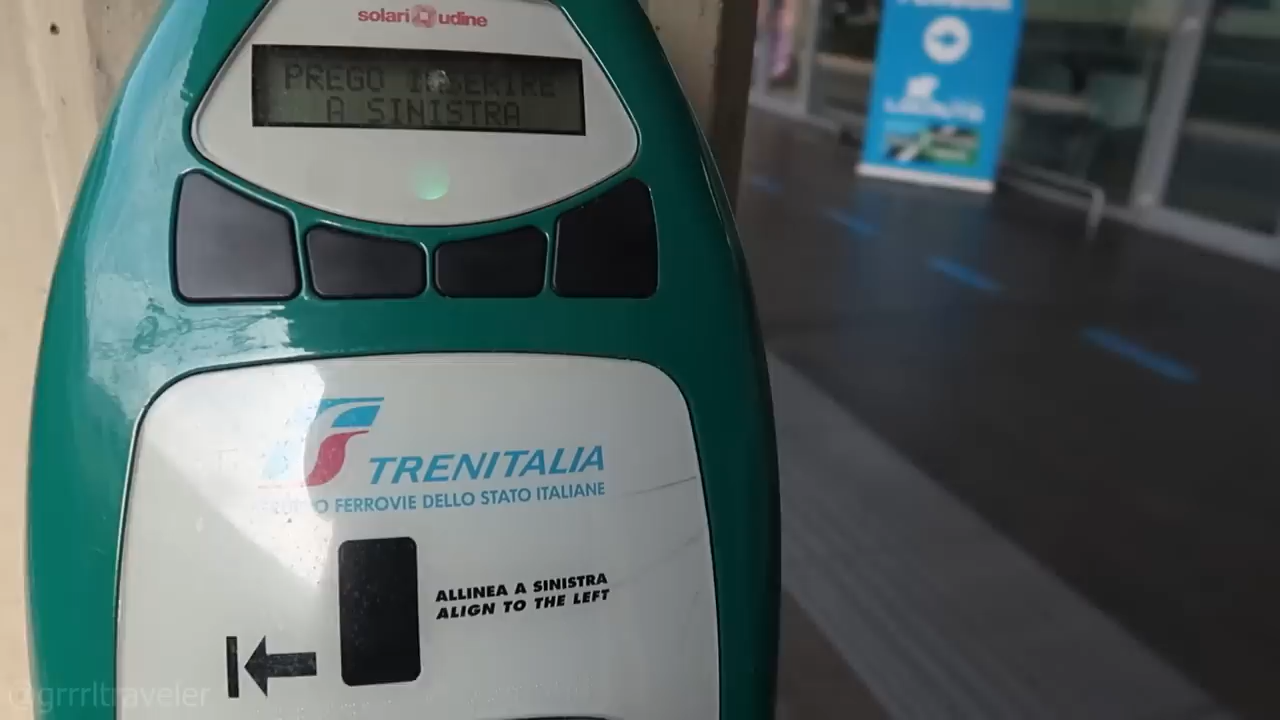 solari udine
PREGO INSERIRE
A SINISTRA
TRENITALIA
FERROVIE DELLO STATO ITALIANE
ALLINEA A SINISTRA
ALIGN TO THE LEFT
@grrrltraveler